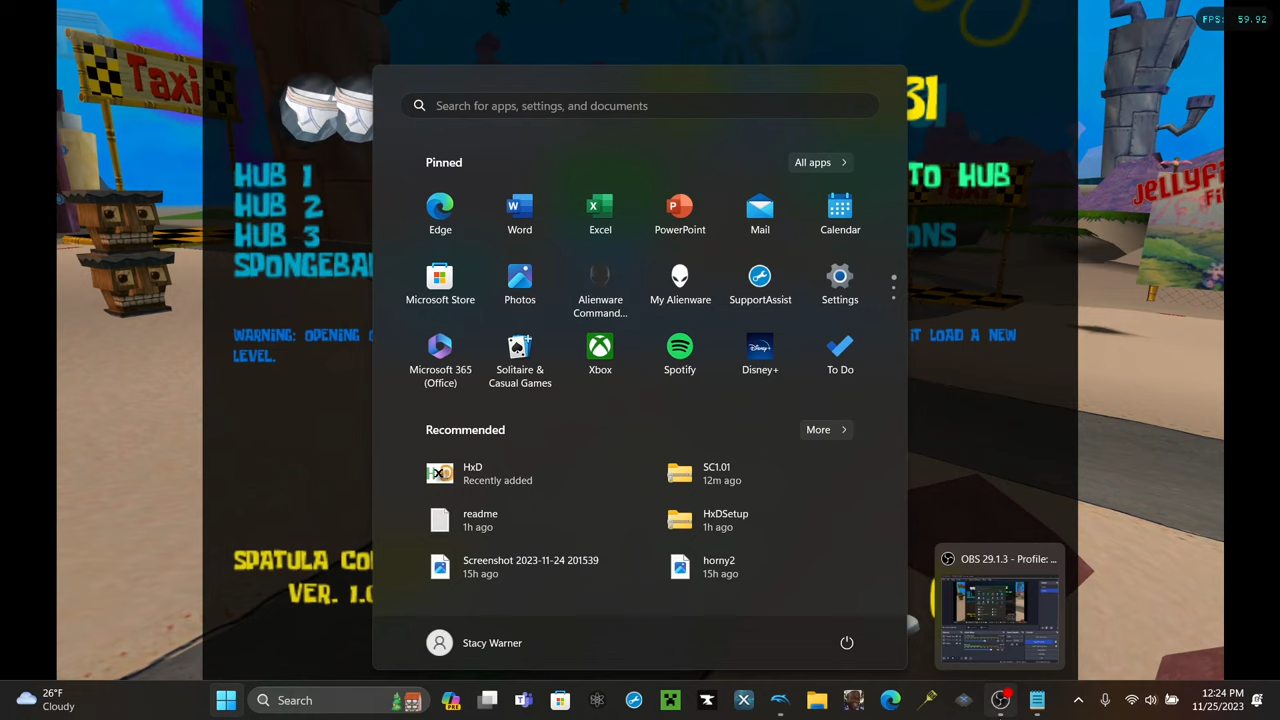 FPS: 59.92
Taxi
31
Search for apps, settings, and documents
Pinned
All apps
HUB 1
TO HUB
HUB 2
HUB 3
Edge
Word
Excel
PowerPoint
Mail
Calendar
Microsoft Store
Photos
Alienware
Command...
My Alienware
SupportAssist
Settings
WARNING: OPENING
IT LOAD A NEW
LEVEL.
Microsoft 365
(Office)
Solitaire &
Casual Games
Xbox
Spotify
Disney+
To Do
Recommended
More
HxD
Recently added
SC1.01
12m ago
readme
1h ago
HxDSetup
1h ago
Screenshot 2023-11-24 201539
15h ago
horny2
15h ago
SPATULA
VER. 1.0
OBS 29.1.3 - Profile: ...
Stacy Warner
26°F
Cloudy
Search
PRE
12:24 PM
11/25/2023